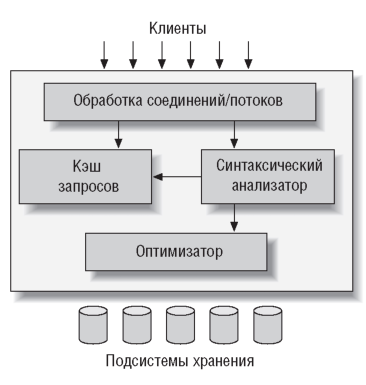 Клиенты
Обработка соединений/потоков
Кэш
запросов
Синтаксический
анализатор
Оптимизатор
Подсистемы хранения